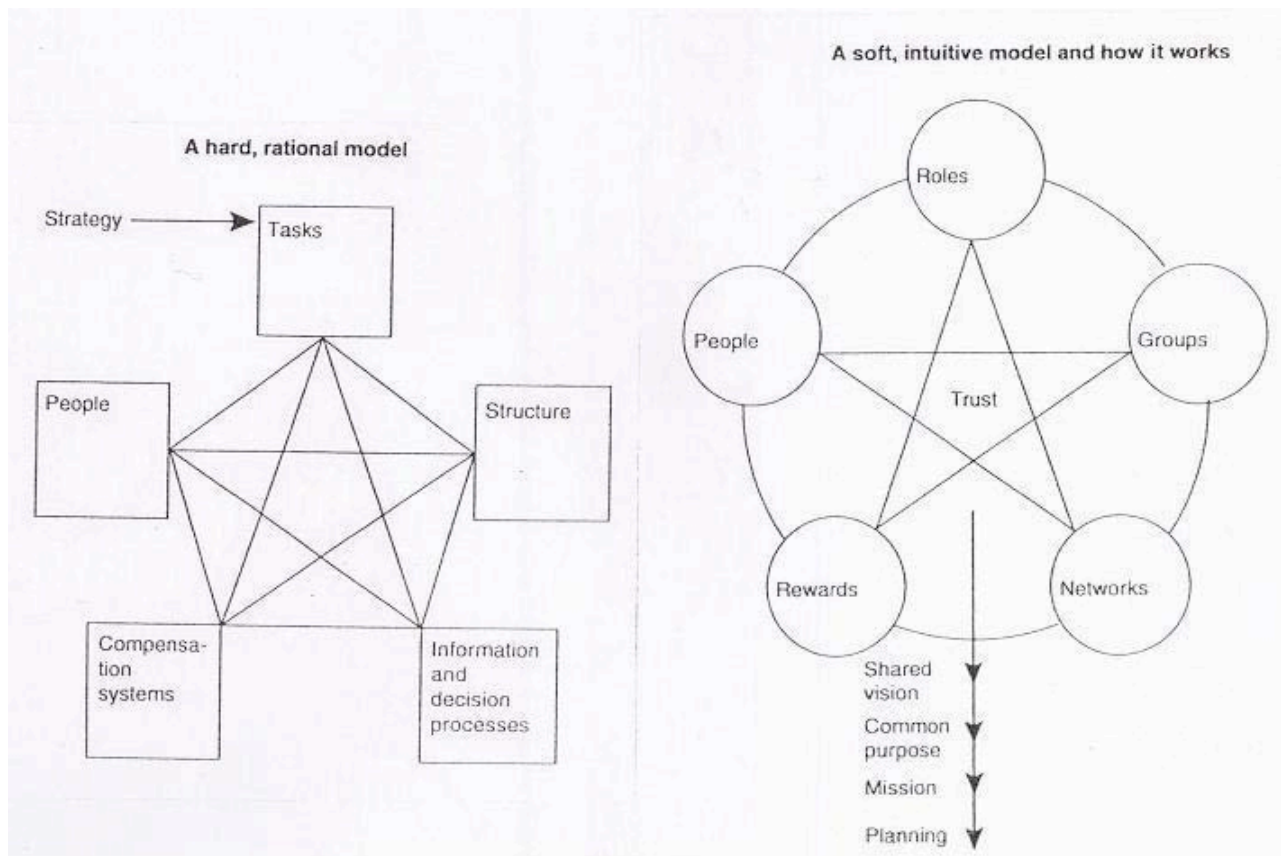 A hard, rational model
Strategy
Tasks
People
Structure
Compensa-
tion
systems
Information
and
decision
processes
A soft, intuitive model and how it works
Roles
People
Groups
Trust
Rewards
Networks
Shared
vision
Common
purpose
Mission
Planning